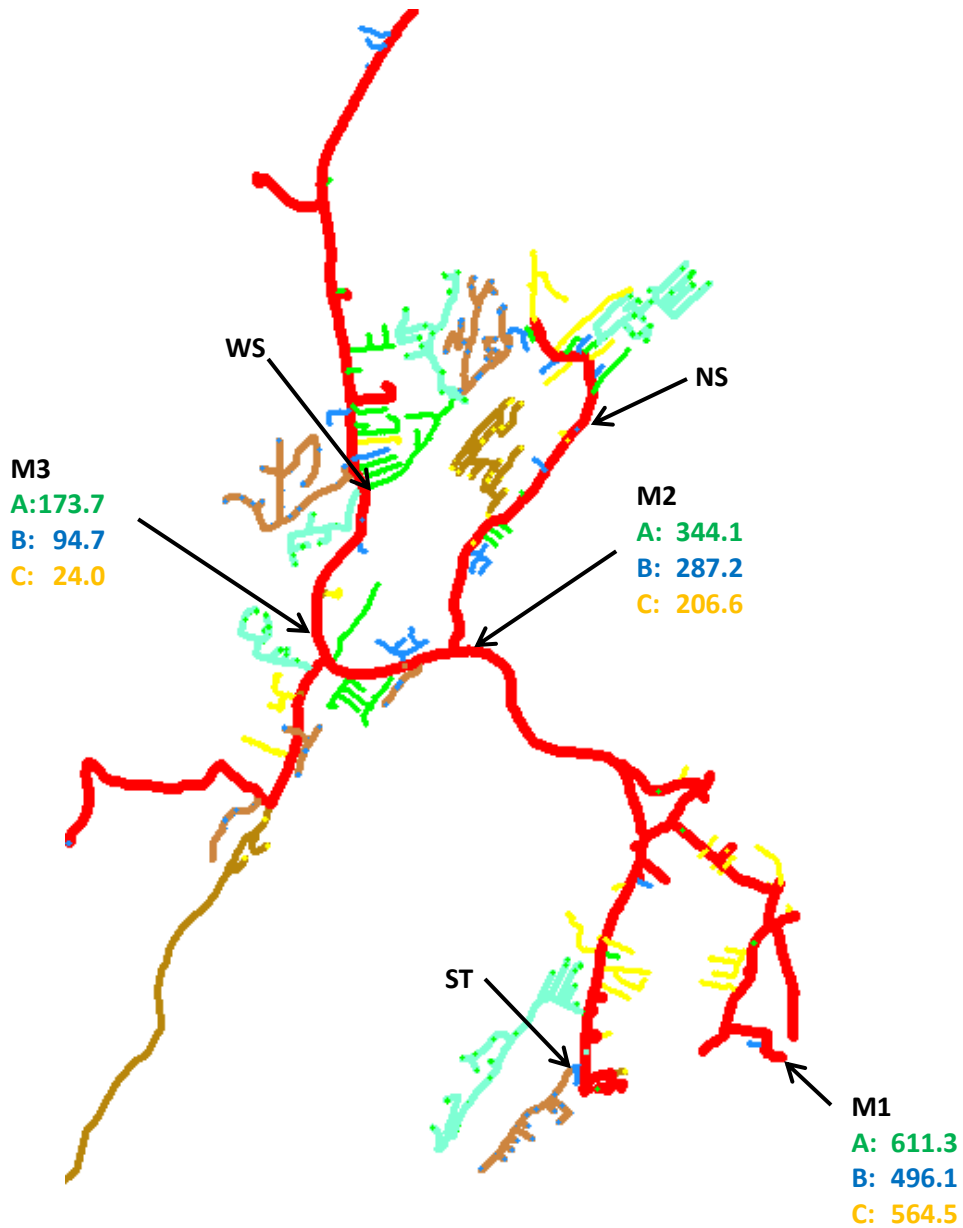 WS
NS
M3
A:173.7
B: 94.7
C: 24.0
M2
A: 344.1
B: 287.2
C: 206.6
ST
M1
A: 611.3
B: 496.1
C: 564.5